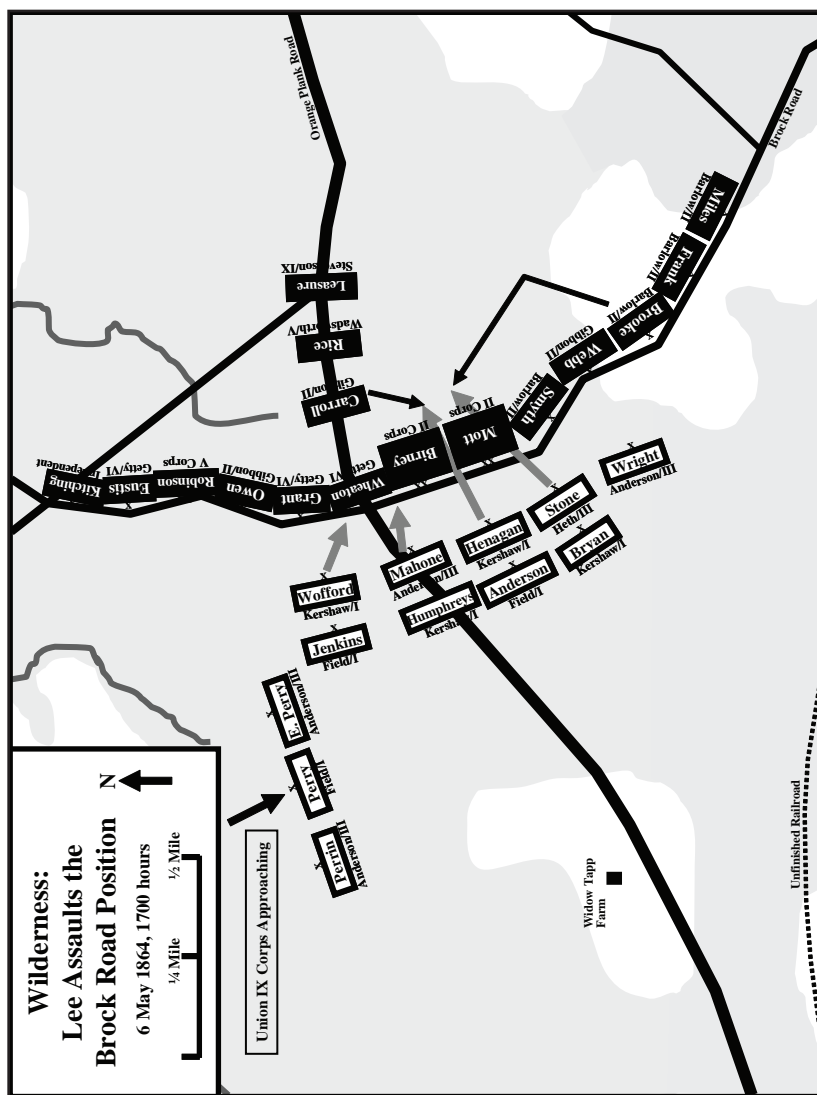 Wilderness:
Lee Assaults the
Brock Road Position
6 May 1864, 1700 hours
N
¼ Mile
½ Mile
Union IX Corps Approaching
Orange Plank Road
Brock Road
Unfinished Railroad
Widow Tapp
Farm
Kitching
Independent
Eustis
Getty/VI
Robinson
V Corps
Owen
Gibbon/II
Grant
Getty/VI
Wheaton
Getty/VI
Birney
II Corps
Mott
II Corps
Smyth
Barlow/II
Webb
Gibbon/II
Brooke
Barlow/II
Frank
Barlow/II
Miles
Barlow/II
Carroll
Gibbon/II
Rice
Wadsworth/V
Leasure
Stevenson/IX
x
Wofford
Kershaw/I
x
Jenkins
Field/I
x
E. Perry
Anderson/III
x
Perry
Field/I
x
Perrin
Anderson/III
x
Mahone
Anderson/III
Humphreys
Kershaw/I
x
Henagan
Kershaw/I
x
Anderson
Field/I
x
Stone
Heth/III
x
Bryan
Kershaw/I
x
Wright
Anderson/III